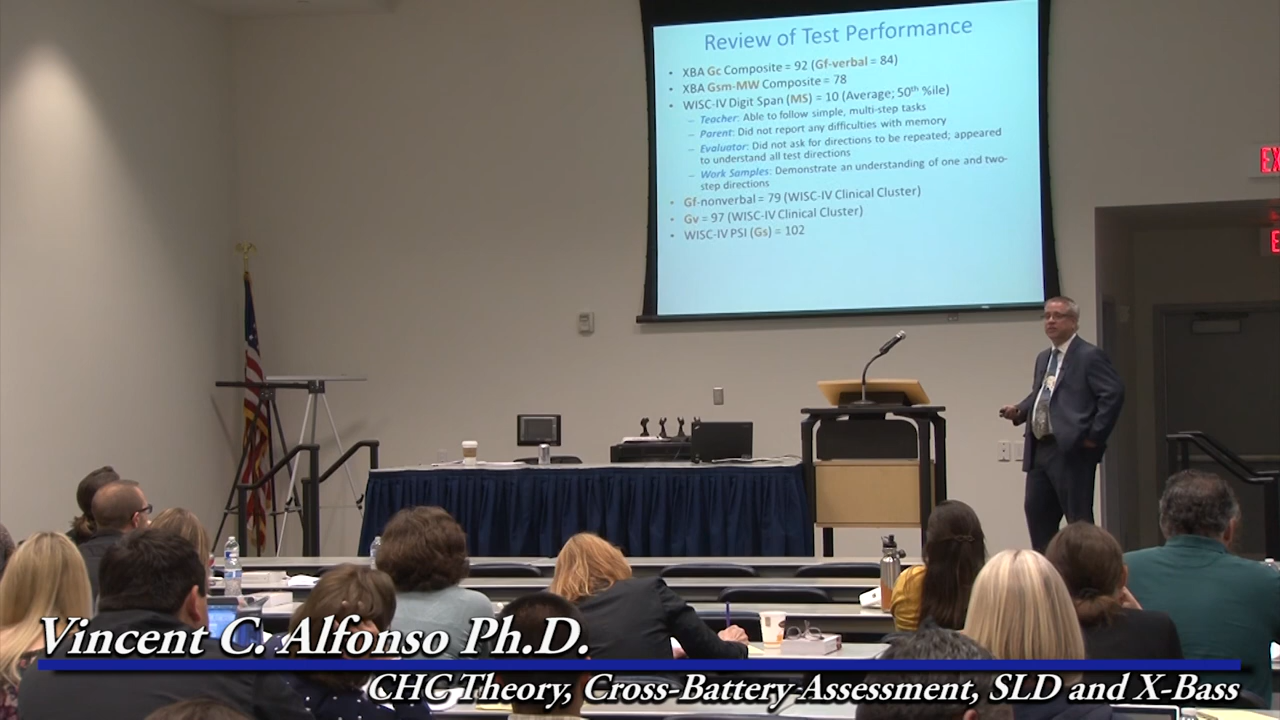 Review of Test Performance
• XBA Gc Composite = 92 (Gf-verbal = 84)
• XBA Gsm-MW Composite = 78
• WISC-IV Digit Span (MS) = 10 (Average; 50th %ile)
– Teacher: Able to follow simple, multi-step tasks
– Parent: Did not report any difficulties with memory
– Evaluator: Did not ask for directions to be repeated; appeared
to understand all test directions
– Work Samples: Demonstrate an understanding of one and two-
step directions
• Gf-nonverbal = 79 (WISC-IV Clinical Cluster)
• Gv = 97 (WISC-IV Clinical Cluster)
• WISC-IV PSI (Gs) = 102
EX
E
Vincent C. Alfonso Ph.D.
CHC Theory, Cross-Battery Assessment, SLD and X-Bass